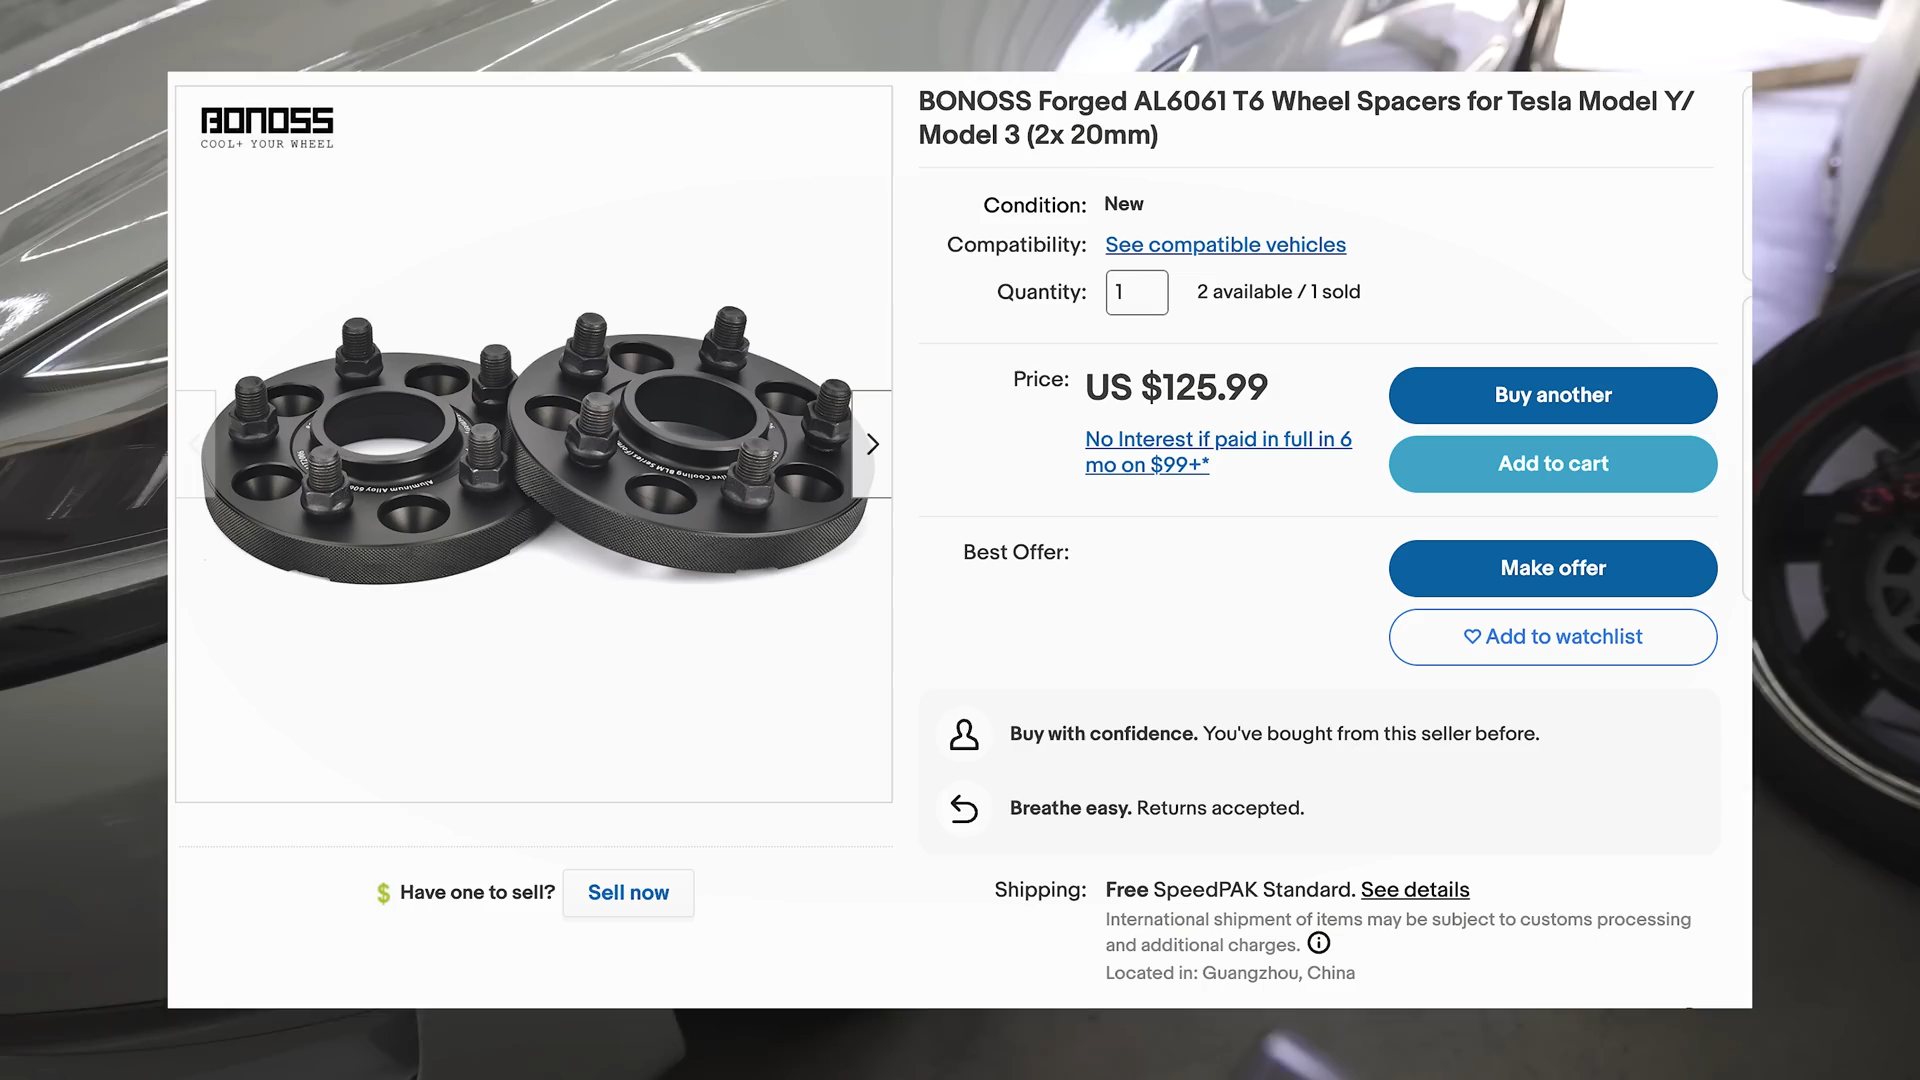 BONOSS
COOL+ YOUR WHEEL
BONOSS Forged AL6061 T6 Wheel Spacers for Tesla Model Y/
Model 3 (2x 20mm)
Condition: New
Compatibility: See compatible vehicles
Quantity: 1 2 available / 1 sold
Price: US $125.99
Buy another
No Interest if paid in full in 6
mo on $99+*
Add to cart
Best Offer:
Make offer
Add to watchlist
Buy with confidence. You've bought from this seller before.
Breathe easy. Returns accepted.
$ Have one to sell? Sell now
Shipping: Free SpeedPAK Standard. See details
International shipment of items may be subject to customs processing
and additional charges.
Located in: Guangzhou, China
Aluminum Alloy
Cooling BLM Series